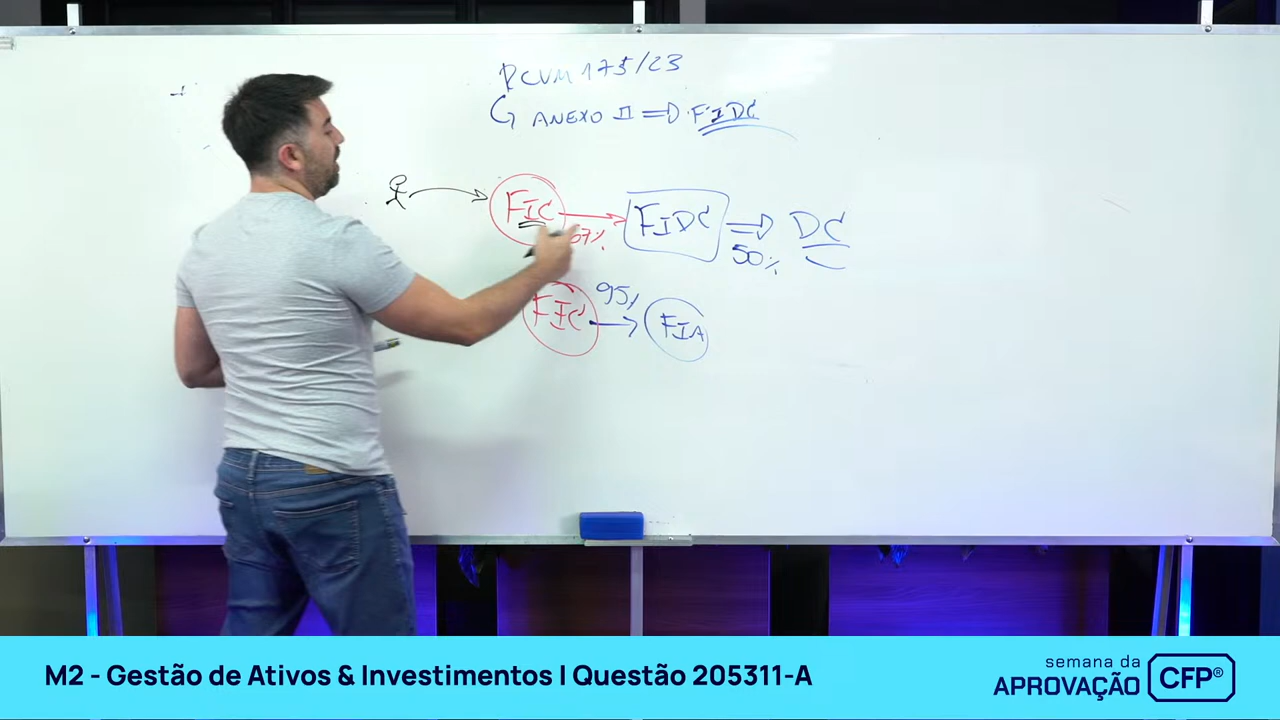 RCVM 175/23
ANEXO II ⇒ FIDC
FIC → FIDC ⇒ DC
67%
50%
95%
FIC → FIA
M2 - Gestão de Ativos & Investimentos | Questão 205311-A
semana da
APROVAÇÃO
CFP®